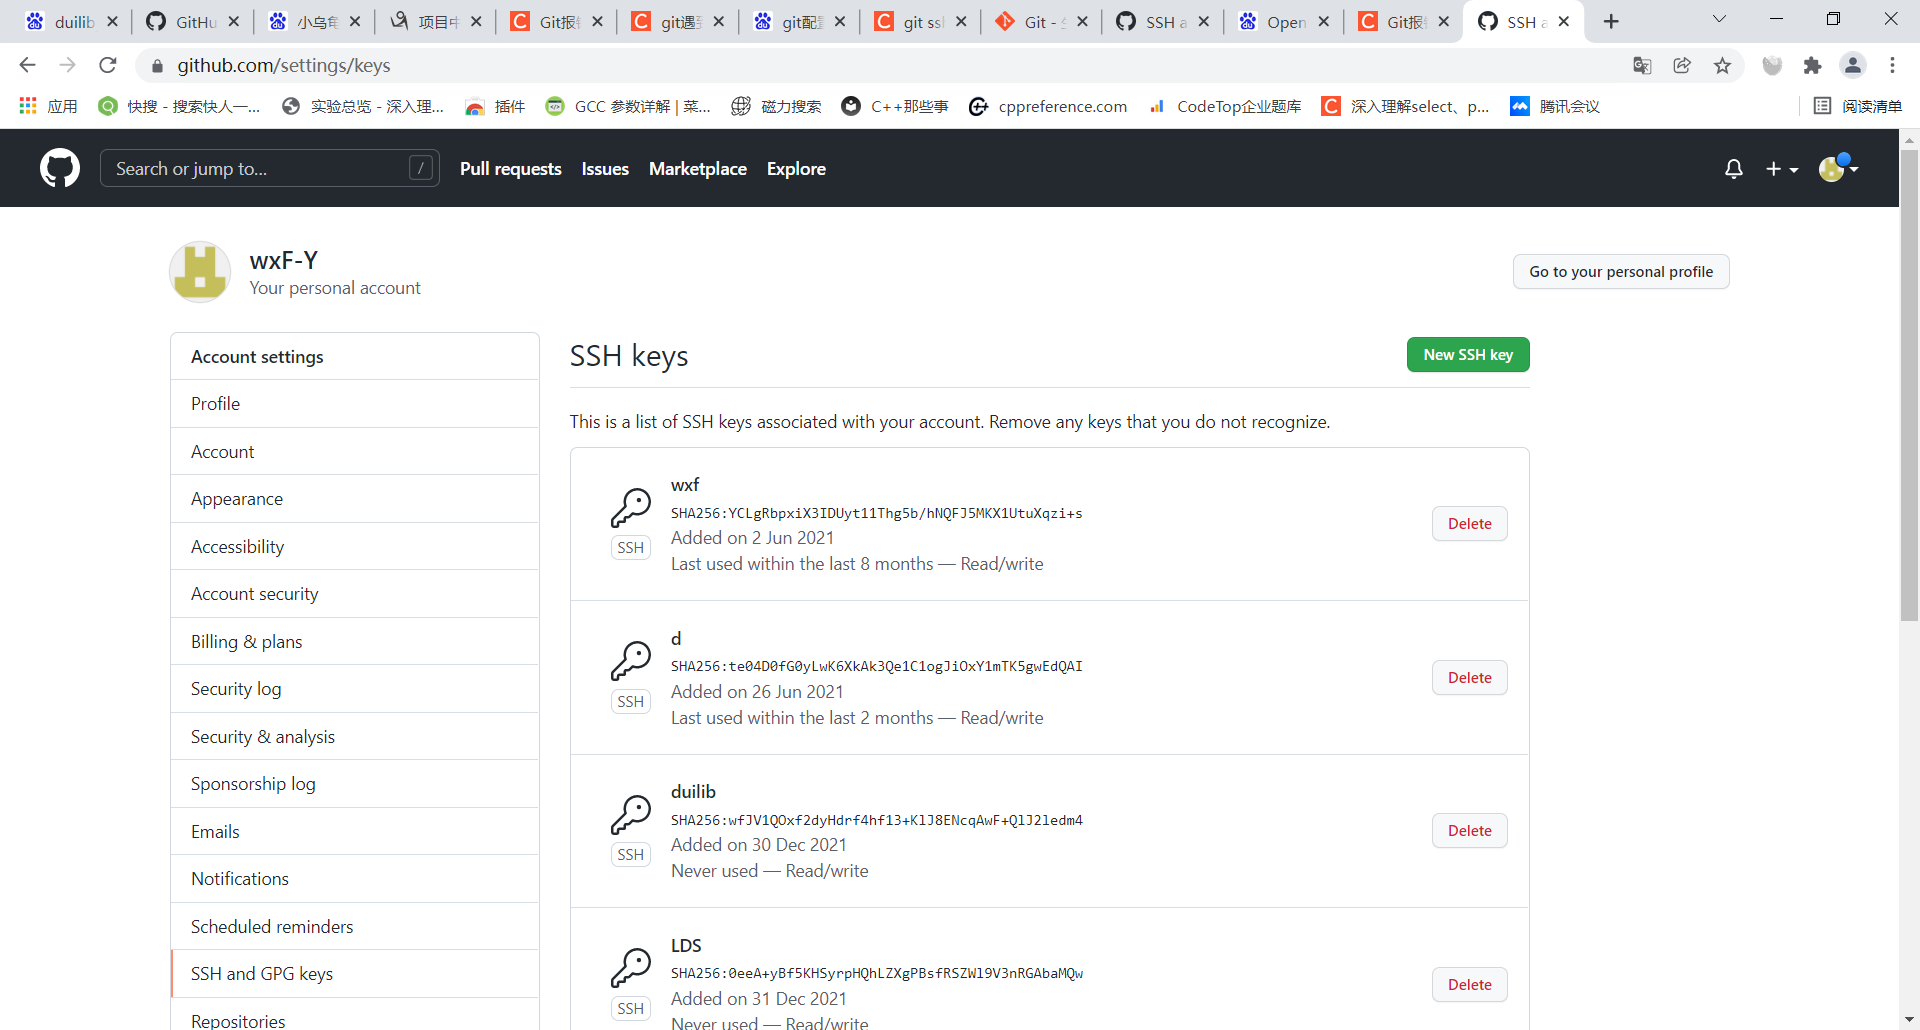 duilib
GitHu
小乌龟
项目中
Git报错
git遇到
git配置
git ssh
Git -
SSH a
Open
Git报错
SSH a
github.com/settings/keys
应用
快搜 - 搜索快人一...
实验总览 - 深入理...
插件
GCC 参数详解 | 菜...
磁力搜索
C++那些事
cppreference.com
CodeTop企业题库
深入理解select、p...
腾讯会议
阅读清单
Search or jump to...
/
Pull requests
Issues
Marketplace
Explore
wxF-Y
Your personal account
Go to your personal profile
Account settings
Profile
Account
Appearance
Accessibility
Account security
Billing & plans
Security log
Security & analysis
Sponsorship log
Emails
Notifications
Scheduled reminders
SSH and GPG keys
Repositories
SSH keys
New SSH key
This is a list of SSH keys associated with your account. Remove any keys that you do not recognize.
wxf
SHA256:YCLgRbpxiX3IDUyt11Thg5b/hNQFJ5MKX1UtuXqzi+s
Added on 2 Jun 2021
Last used within the last 8 months — Read/write
SSH
Delete
d
SHA256:te04D0fG0yLwK6XkAk3Qe1C1ogJiOxY1mTK5gwEdQAI
Added on 26 Jun 2021
Last used within the last 2 months — Read/write
SSH
Delete
duilib
SHA256:wfJV1QOxf2dyHdrf4hf13+KlJ8ENcqAwF+QlJ2ledm4
Added on 30 Dec 2021
Never used — Read/write
SSH
Delete
LDS
SHA256:0eeA+yBf5KHSyrpHQhLZXgPBsfRSZWl9V3nRGAbaMQw
Added on 31 Dec 2021
Never used — Read/write
SSH
Delete